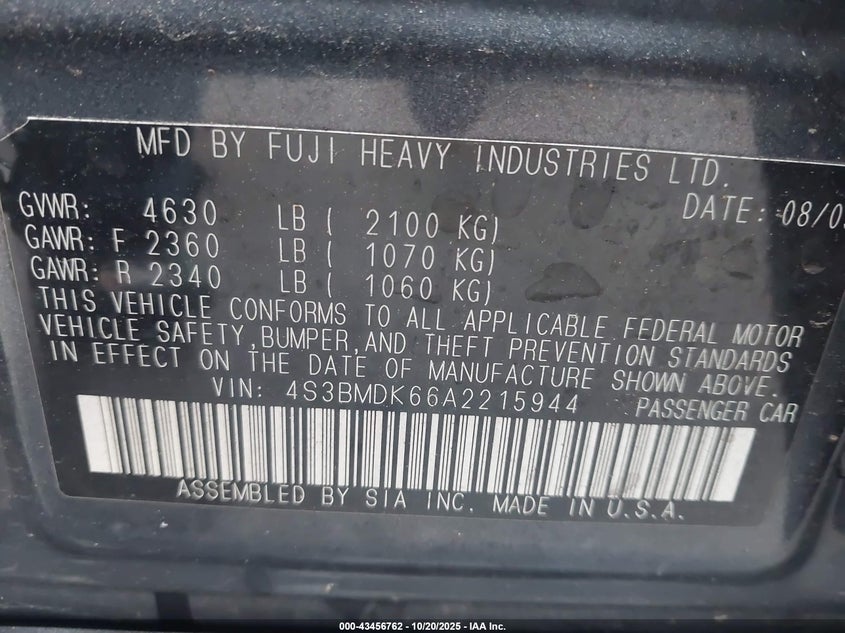 MFD BY FUJI HEAVY INDUSTRIES LTD.
DATE: 08/0
GVWR: 4630 LB ( 2100 KG)
GAWR: F 2360 LB ( 1070 KG)
GAWR: R 2340 LB ( 1060 KG)
THIS VEHICLE CONFORMS TO ALL APPLICABLE FEDERAL MOTOR
VEHICLE SAFETY,BUMPER,AND THEFT PREVENTION STANDARDS
IN EFFECT ON THE DATE OF MANUFACTURE SHOWN ABOVE.
VIN: 4S3BMDK66A2215944 PASSENGER CAR
ASSEMBLED BY SIA INC. MADE IN U.S.A.
000-43456762 - 10/20/2025 - IAA Inc.